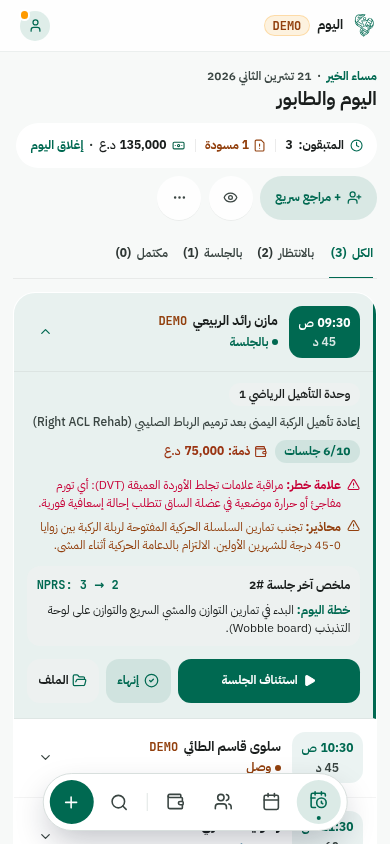 اليوم DEMO
مساء الخير · 21 تشرين الثاني 2026
اليوم والطابور
المتبقون: 3 1 مسودة 135,000 د.ع · إغلاق اليوم
+ مراجع سريع
الكل (3) بالانتظار (2) بالجلسة (1) مكتمل (0)
09:30 ص
45 د
مازن رائد الربيعي DEMO
بالجلسة
وحدة التأهيل الرياضي 1
إعادة تأهيل الركبة اليمنى بعد ترميم الرباط الصليبي (Right ACL Rehab)
6/10 جلسات ذمة: 75,000 د.ع
علامة خطر: مراقبة علامات تجلط الأوردة العميقة (DVT): أي تورم
مفاجئ أو حرارة موضعية في عضلة الساق تتطلب إحالة إسعافية فورية.
محاذير: تجنب تمارين السلسلة الحركية المفتوحة لربلة الركبة بين زوايا
0-45 درجة للشهرين الأولين. الالتزام بالدعامة الحركية أثناء المشي.
ملخص آخر جلسة #2 NPRS: 3 → 2
خطة اليوم: البدء في تمارين التوازن والمشي السريع والتوازن على لوحة
التذبذب (Wobble board).
استئناف الجلسة
إنهاء
الملف
10:30 ص
45 د
سلوى قاسم الطائي DEMO
وصل